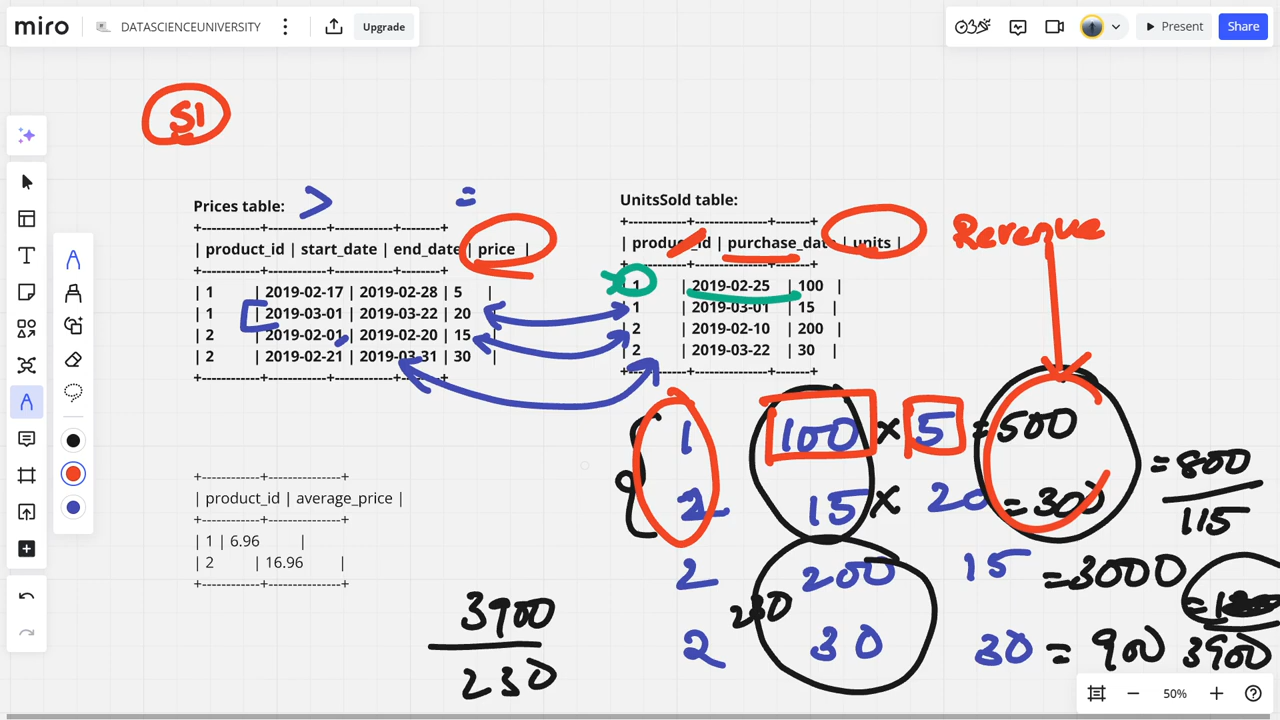 miro
DATASCIENCEUNIVERSITY
Upgrade
Present
Share
S1
Prices table: > =
+------------+------------+------------+--------+
| product_id | start_date | end_date | price |
+------------+------------+------------+--------+
| 1 | 2019-02-17 | 2019-02-28 | 5 |
| 1 | 2019-03-01 | 2019-03-22 | 20 |
| 2 | 2019-02-01 | 2019-02-20 | 15 |
| 2 | 2019-02-21 | 2019-03-31 | 30 |
+------------+------------+------------+--------+
UnitsSold table:
+------------+---------------+-------+
| product_id | purchase_date | units |
+------------+---------------+-------+
| 1 | 2019-02-25 | 100 |
| 1 | 2019-03-01 | 15 |
| 2 | 2019-02-10 | 200 |
| 2 | 2019-03-22 | 30 |
+------------+---------------+-------+
Revenue
1 100 x 5 = 500
15 x 20 = 300
= 800
115
2 200 15 = 3000
230
2 30 30 = 900 3900
+------------+---------------+
| product_id | average_price |
+------------+---------------+
| 1 | 6.96 |
| 2 | 16.96 |
+------------+---------------+
3900
230
50%